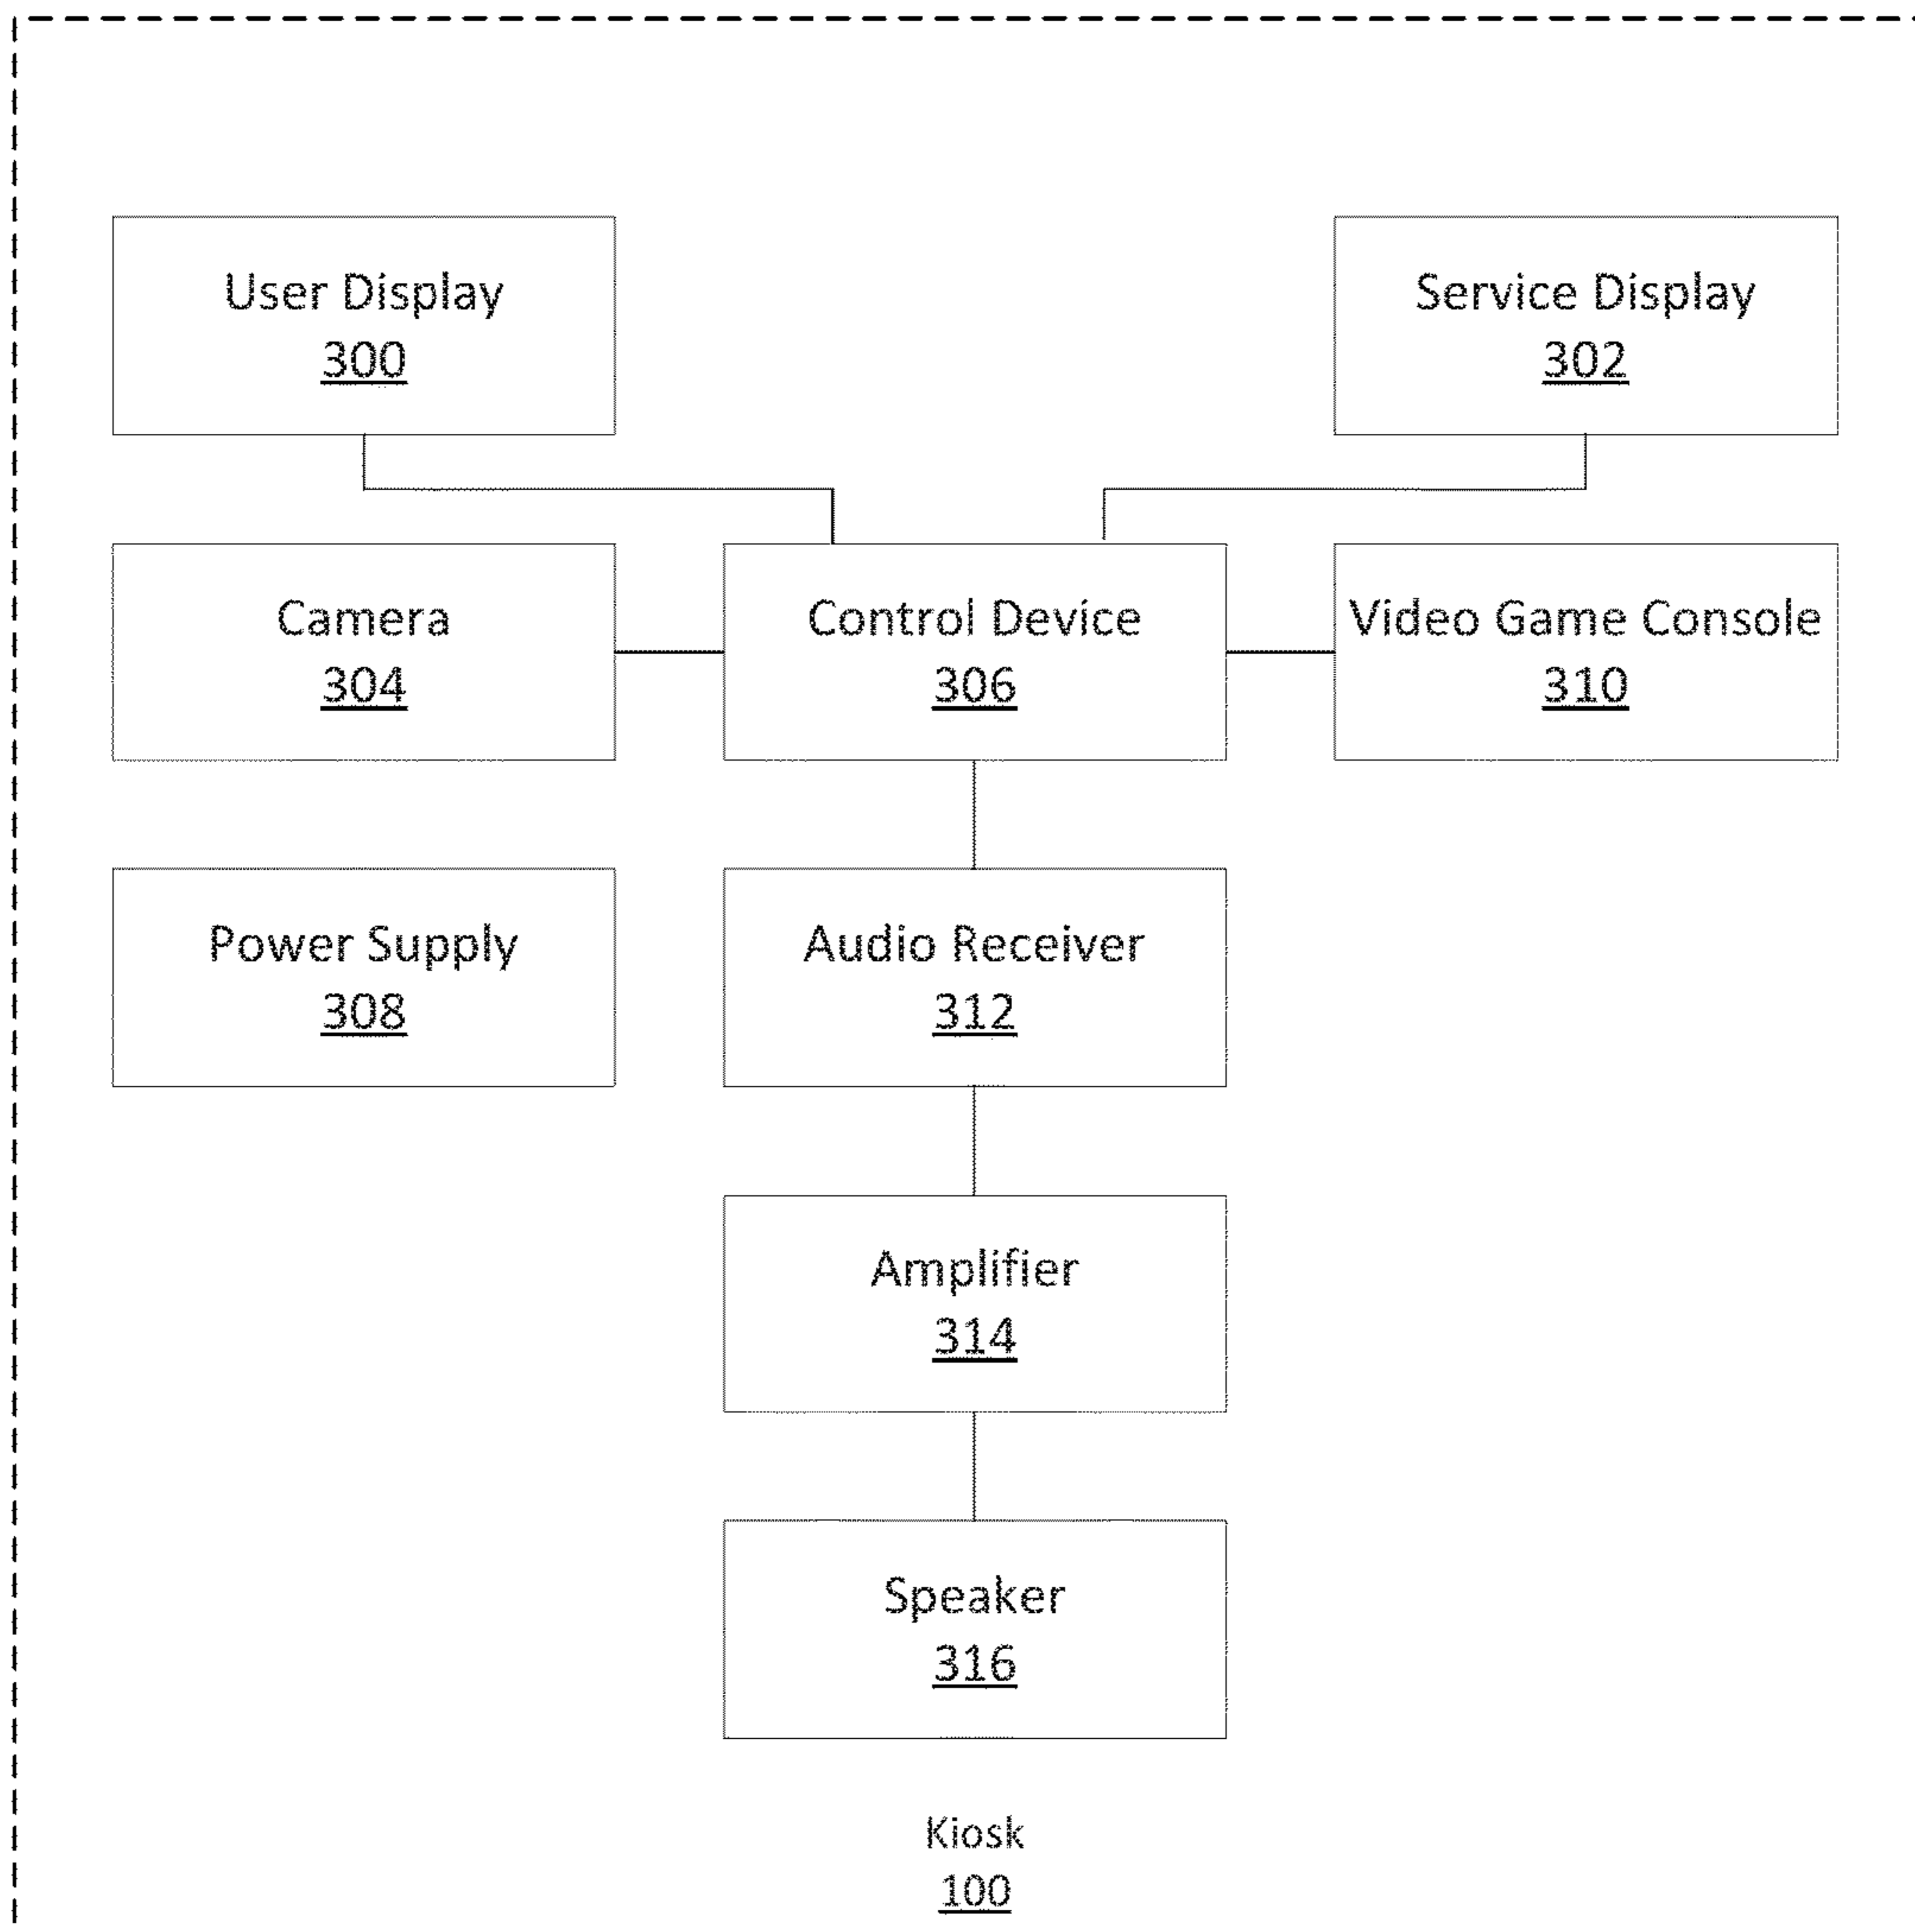 User Display
300
Service Display
302
Camera
304
Control Device
306
Video Game Console
310
Power Supply
308
Audio Receiver
312
Amplifier
314
Speaker
316
Kiosk
100